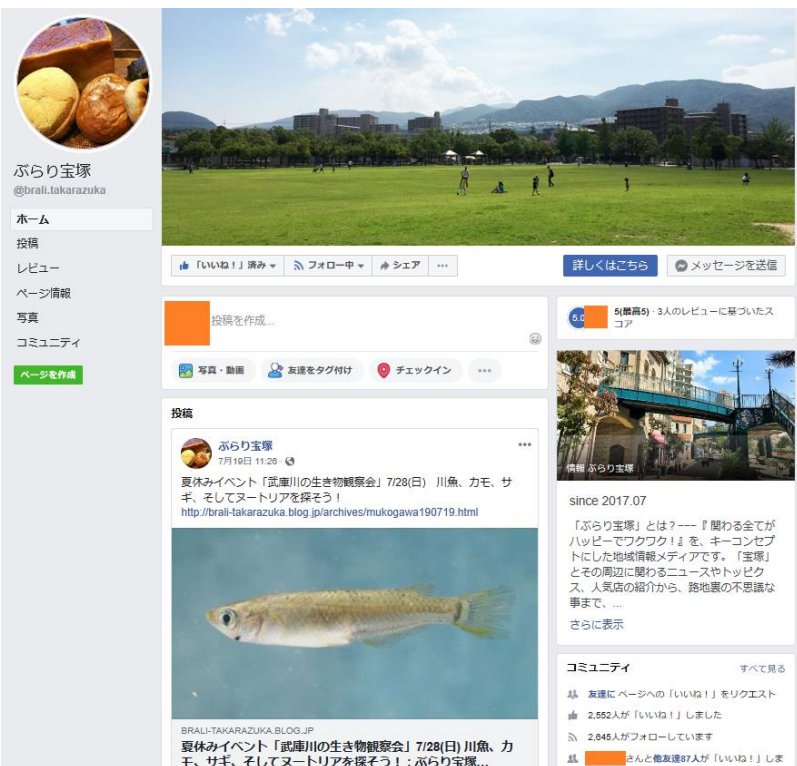 ぶらり宝塚
@brali.takarazuka
ホーム
投稿
レビュー
ページ情報
写真
コミュニティ
ページを作成
「いいね！」済み
フォロー中
シェア
...
詳しくはこちら
メッセージを送信
投稿を作成...
写真・動画
友達をタグ付け
チェックイン
...
投稿
ぶらり宝塚
7月19日 11:26
夏休みイベント「武庫川の生き物観察会」7/28(日)　川魚、カモ、サ
ギ、そしてヌートリアを探そう！
http://brali-takarazuka.blog.jp/archives/mukogawa190719.html
BRALI-TAKARAZUKA.BLOG.JP
夏休みイベント「武庫川の生き物観察会」7/28(日) 川魚、カ
モ、サギ、そしてヌートリアを探そう！ : ぶらり宝塚...
5(最高5)・3人のレビューに基づいたス
コア
情報 ぶらり宝塚
since 2017.07
「ぶらり宝塚」とは？---『 関わる全てが
ハッピーでワクワク！』を、キーコンセプ
トにした地域情報メディアです。「宝塚」
とその周辺に関わるニュースやトッピク
ス、人気店の紹介から、路地裏の不思議な
事まで、...
さらに表示
コミュニティ
すべて見る
友達に ページへの「いいね！」をリクエスト
2,552人が「いいね！」しました
2,645人がフォローしています
さんと他友達87人が「いいね！」しま